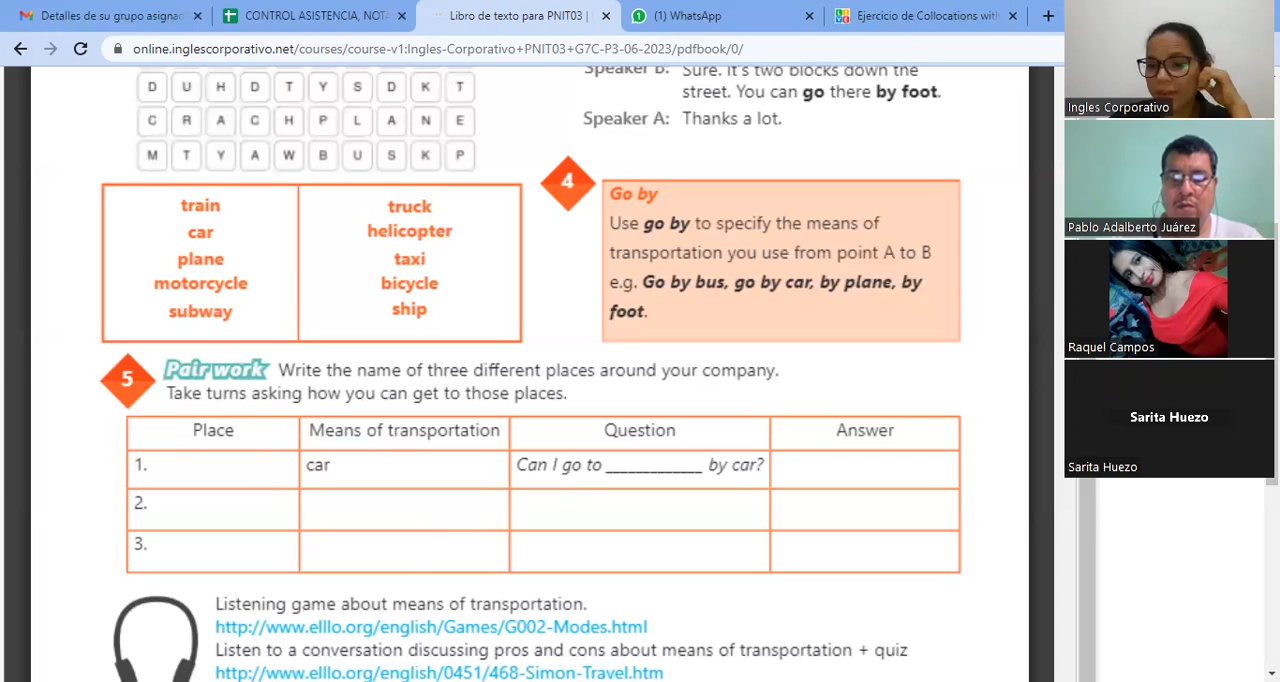 Detalles de su grupo asignad
CONTROL ASISTENCIA, NOTA
Libro de texto para PNIT03 |
(1) WhatsApp
Ejercicio de Collocations with
online.inglescorporativo.net/courses/course-v1:Ingles-Corporativo+PNIT03+G7C-P3-06-2023/pdfbook/0/
D U H D T Y S D K T
C R A C H P L A N E
M T Y A W B U S K P
Speaker B: Sure. It's two blocks down the
street. You can go there by foot.
Speaker A: Thanks a lot.
train
car
plane
motorcycle
subway
truck
helicopter
taxi
bicycle
ship
4
Go by
Use go by to specify the means of
transportation you use from point A to B
e.g. Go by bus, go by car, by plane, by
foot.
5
Pair work Write the name of three different places around your company.
Take turns asking how you can get to those places.
Place Means of transportation Question Answer
1. car Can I go to ____________ by car?
2.
3.
Listening game about means of transportation.
http://www.elllo.org/english/Games/G002-Modes.html
Listen to a conversation discussing pros and cons about means of transportation + quiz
http://www.elllo.org/english/0451/468-Simon-Travel.htm
Ingles Corporativo
Pablo Adalberto Juárez
Raquel Campos
Sarita Huezo
Sarita Huezo